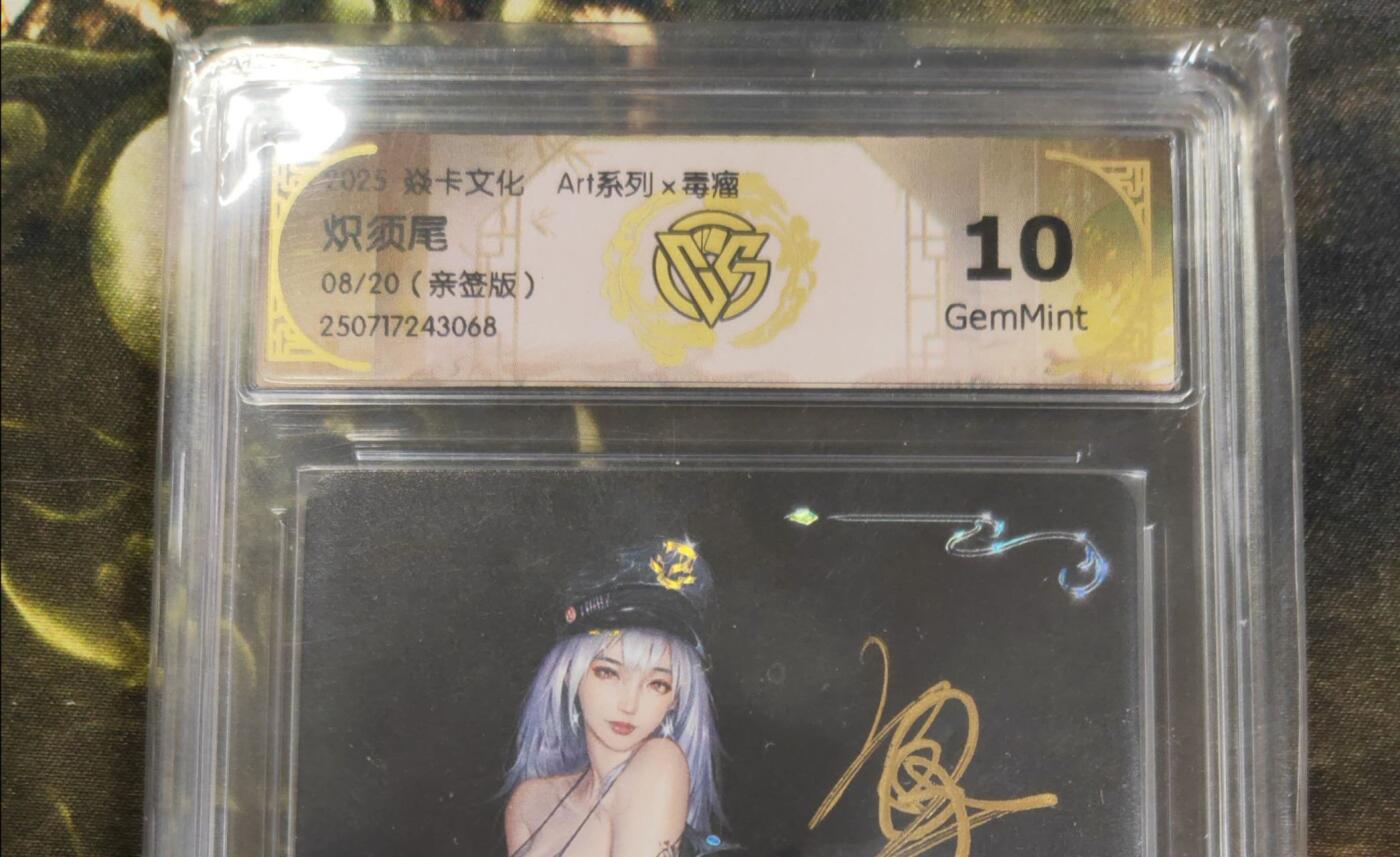 2025 焱卡文化 Art系列 x 毒瘤
炽须尾
08/20（亲签版）
250717243068
10
GemMint